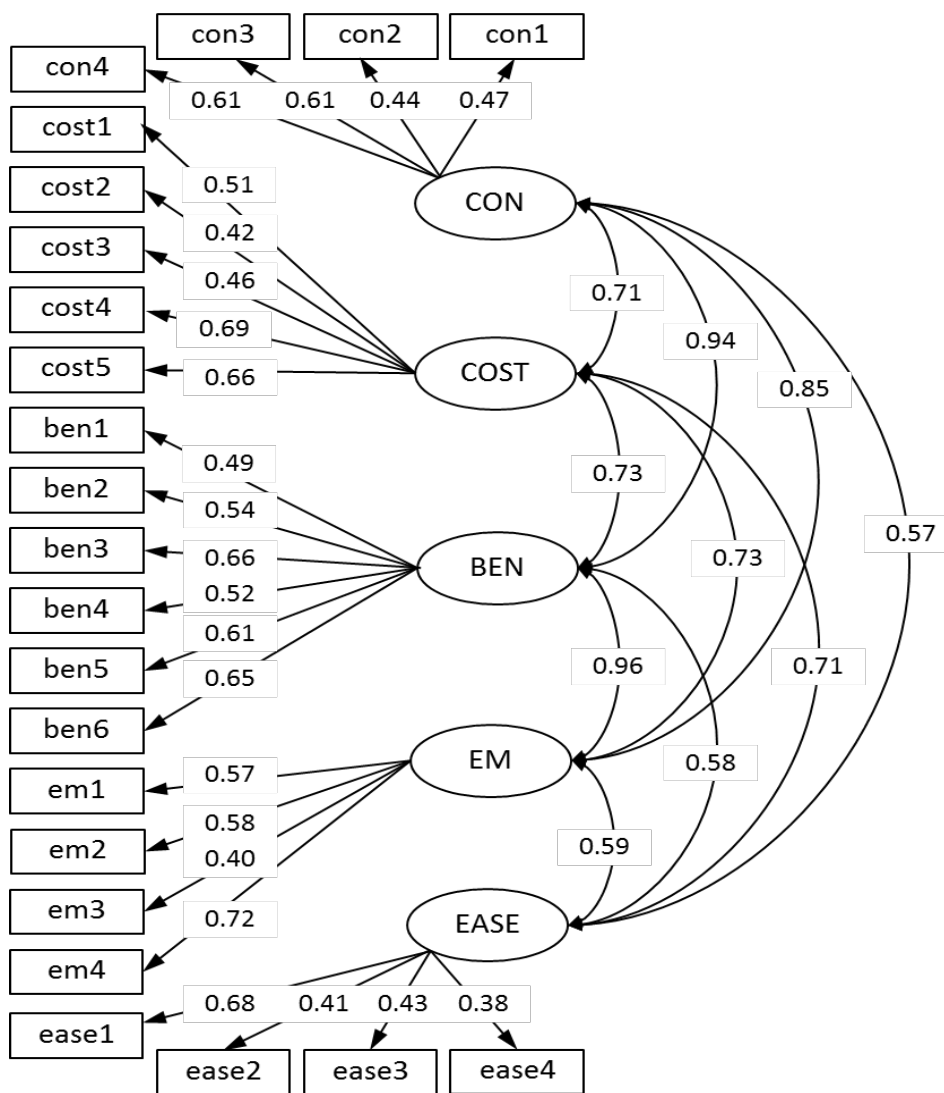 con3 con2 con1
con4
0.61 0.61 0.44 0.47
cost1
cost2
0.51
CON
0.42
cost3
0.46
0.71
cost4
0.69
0.94
cost5
0.66
COST
0.85
ben1
0.49
0.73
ben2
0.54
0.57
ben3
0.66
BEN
0.73
0.52
ben4
0.61
ben5
0.65
0.96
0.71
ben6
em1
0.57
EM
0.58
0.58
em2
0.40
0.59
em3
0.72
EASE
em4
0.68 0.41 0.43 0.38
ease1
ease2 ease3 ease4